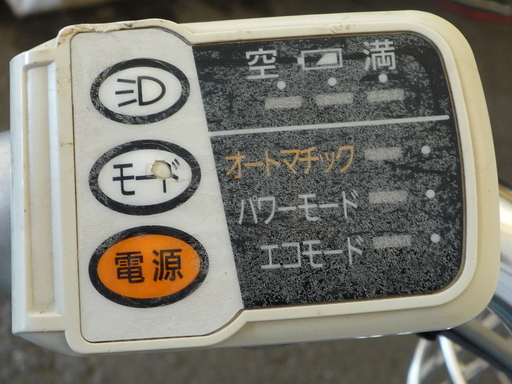 空 満
モード
オートマチック
パワーモード
エコモード
電源